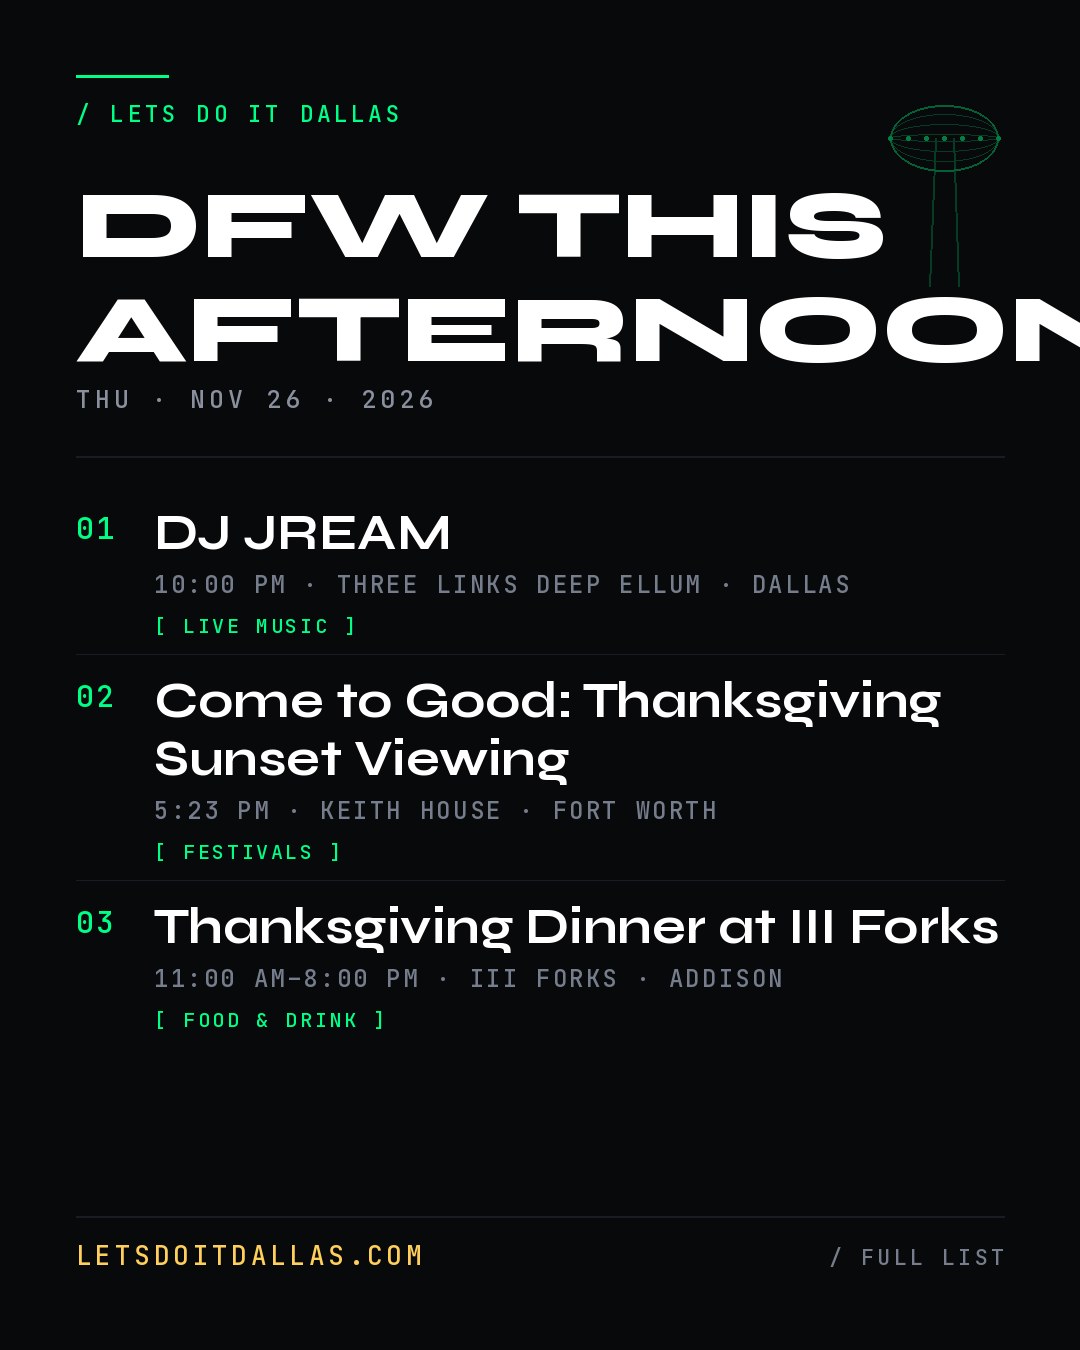 / LETS DO IT DALLAS
DFW THIS
AFTERNOON
THU · NOV 26 · 2026
01
DJ JREAM
10:00 PM · THREE LINKS DEEP ELLUM · DALLAS
[ LIVE MUSIC ]
02
Come to Good: Thanksgiving
Sunset Viewing
5:23 PM · KEITH HOUSE · FORT WORTH
[ FESTIVALS ]
03
Thanksgiving Dinner at III Forks
11:00 AM–8:00 PM · III FORKS · ADDISON
[ FOOD & DRINK ]
LETSDOITDALLAS.COM
/ FULL LIST